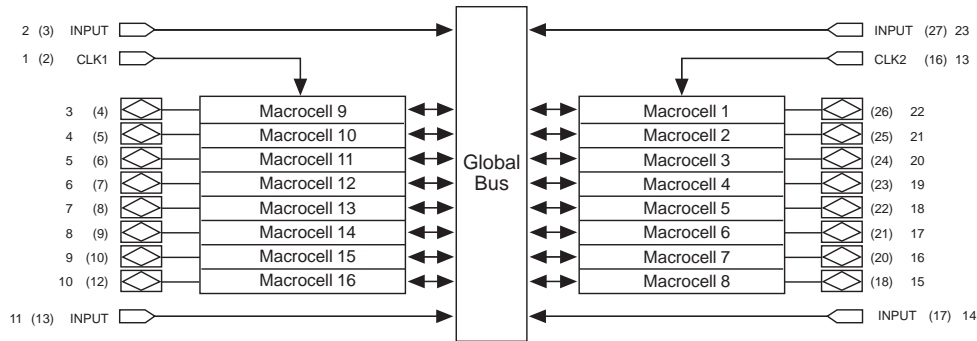 2 (3) INPUT INPUT (27) 23
1 (2) CLK1 CLK2 (16) 13
3 (4) Macrocell 9 Macrocell 1 (26) 22
4 (5) Macrocell 10 Macrocell 2 (25) 21
5 (6) Macrocell 11 Macrocell 3 (24) 20
Global
6 (7) Macrocell 12 Macrocell 4 (23) 19
Bus
7 (8) Macrocell 13 Macrocell 5 (22) 18
8 (9) Macrocell 14 Macrocell 6 (21) 17
9 (10) Macrocell 15 Macrocell 7 (20) 16
10 (12) Macrocell 16 Macrocell 8 (18) 15
11 (13) INPUT INPUT (17) 14